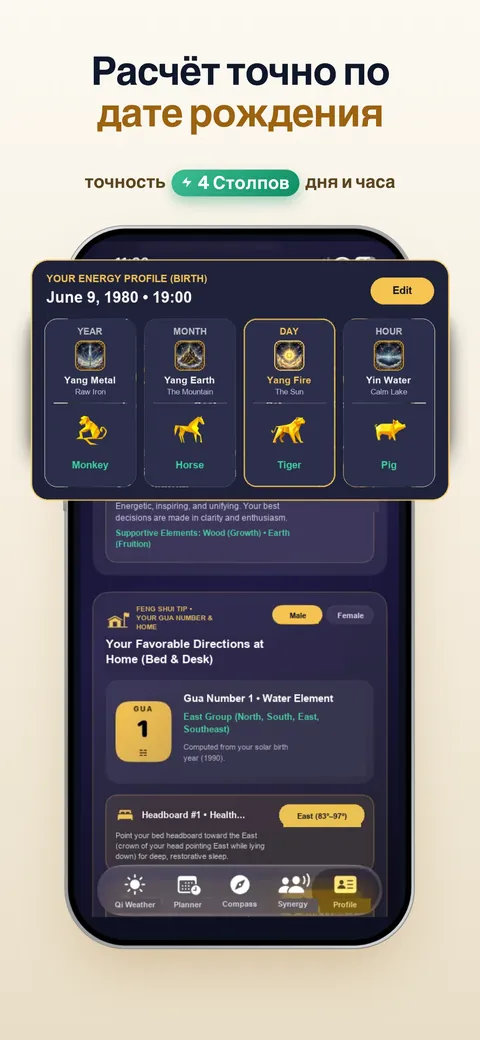 Расчёт точно по
дате рождения
точность 4 Столпов дня и часа
YOUR ENERGY PROFILE (BIRTH)
June 9, 1980 • 19:00
Edit
YEAR
Yang Metal
Raw Iron
Monkey
MONTH
Yang Earth
The Mountain
Horse
DAY
Yang Fire
The Sun
Tiger
HOUR
Yin Water
Calm Lake
Pig
Energetic, inspiring, and unifying. Your best
decisions are made in clarity and enthusiasm.
Supportive Elements: Wood (Growth) • Earth
(Fruition)
FENG SHUI TIP •
YOUR GUA NUMBER &
HOME
Male
Female
Your Favorable Directions at
Home (Bed & Desk)
GUA
1
Gua Number 1 • Water Element
East Group (North, South, East,
Southeast)
Computed from your solar birth
year (1990).
Headboard #1 • Health...
East (83°–97°)
Point your bed headboard toward the East
(crown of your head pointing East while lying
down) for deep, restorative sleep.
Qi Weather
Planner
Compass
Synergy
Profile